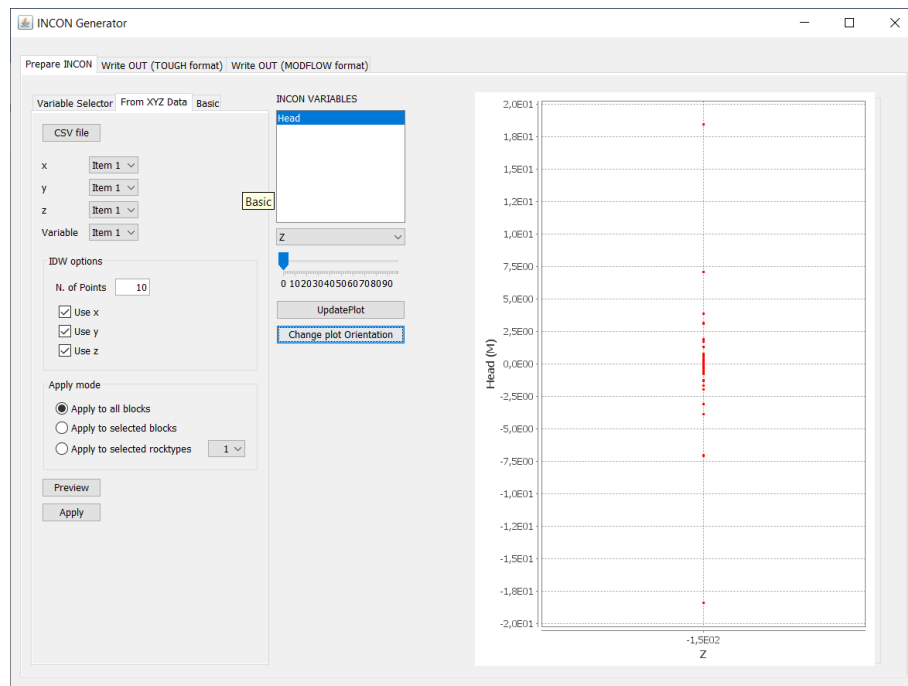 INCON Generator
Prepare INCON Write OUT (TOUGH format) Write OUT (MODFLOW format)
Variable Selector From XYZ Data Basic
CSV file
x Item 1
y Item 1
z Item 1
Variable Item 1
Basic
IDW options
N. of Points 10
Use x
Use y
Use z
Apply mode
Apply to all blocks
Apply to selected blocks
Apply to selected rocktypes 1
Preview
Apply
INCON VARIABLES
Head
Z
0 102030405060708090
UpdatePlot
Change plot Orientation
Head (M)
2,0E01
1,8E01
1,5E01
1,2E01
1,0E01
7,5E00
5,0E00
2,5E00
0,0E00
-2,5E00
-5,0E00
-7,5E00
-1,0E01
-1,2E01
-1,5E01
-1,8E01
-2,0E01
-1,5E02
Z